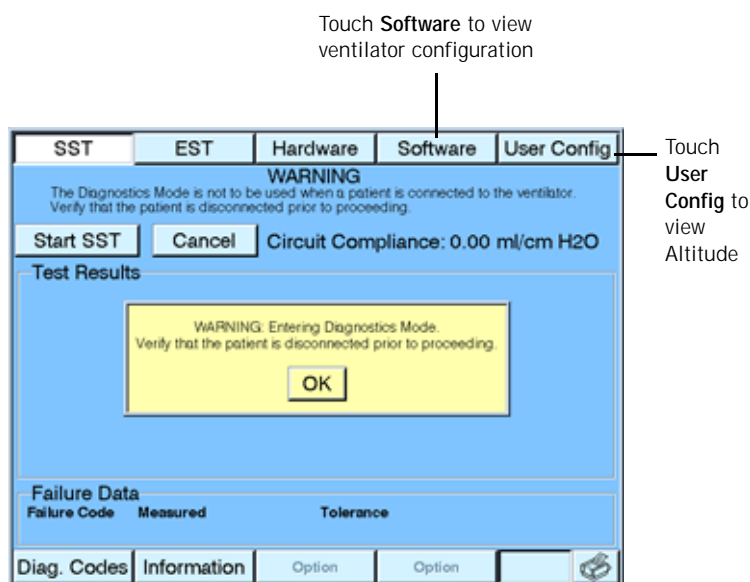 Touch Software to view
ventilator configuration
SST EST Hardware Software User Config
Touch
User
Config to
view
Altitude
WARNING
The Diagnostics Mode is not to be used when a patient is connected to the ventilator.
Verify that the patient is disconnected prior to proceeding.
Start SST Cancel Circuit Compliance: 0.00 ml/cm H2O
Test Results
WARNING: Entering Diagnostics Mode.
Verify that the patient is disconnected prior to proceeding.
OK
Failure Data
Failure Code Measured Tolerance
Diag. Codes Information Option Option